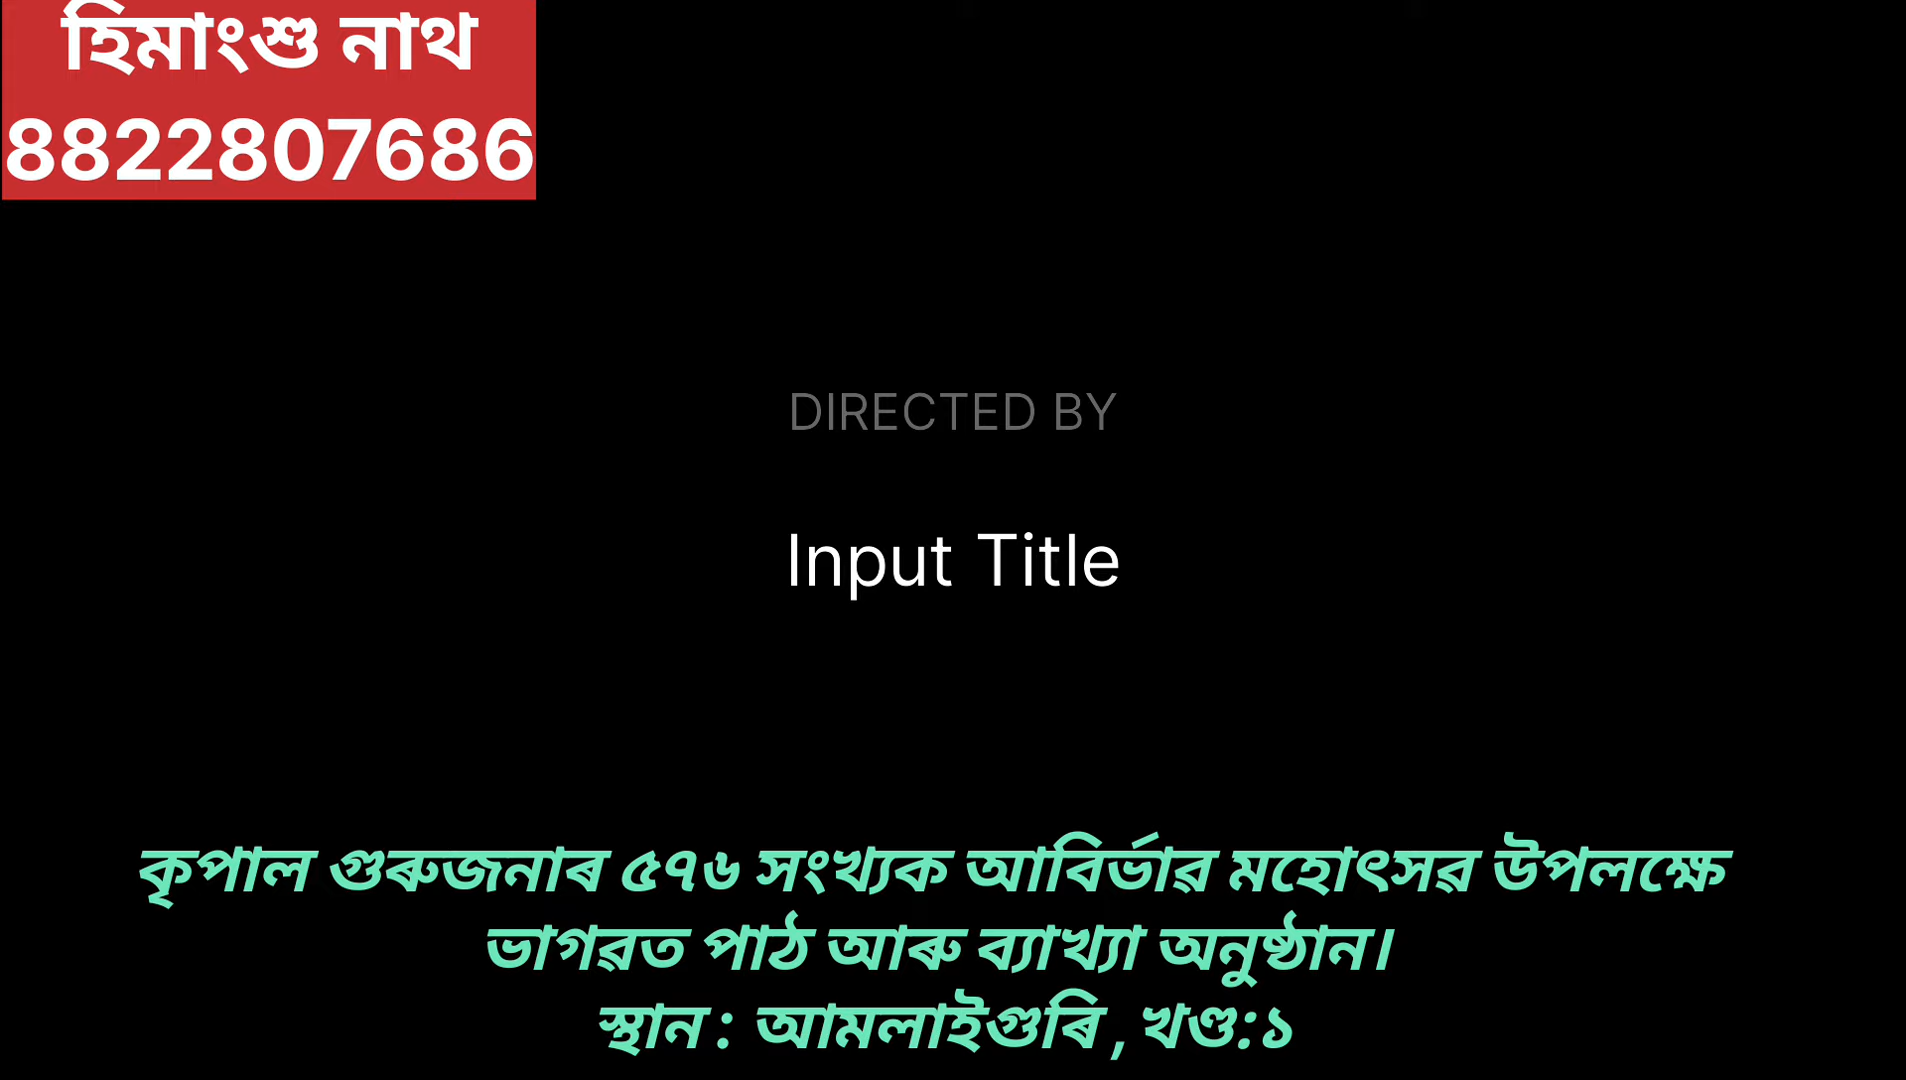 হিমাংশু নাথ
8822807686
DIRECTED BY
Input Title
কৃপাল গুৰুজনাৰ ৫৭৬ সংখ্যক আবিৰ্ভাৱ মহোৎসৱ উপলক্ষে
ভাগৱত পাঠ আৰু ব্যাখ্যা অনুষ্ঠান।
স্থান : আমলাইগুৰি , খণ্ড:১